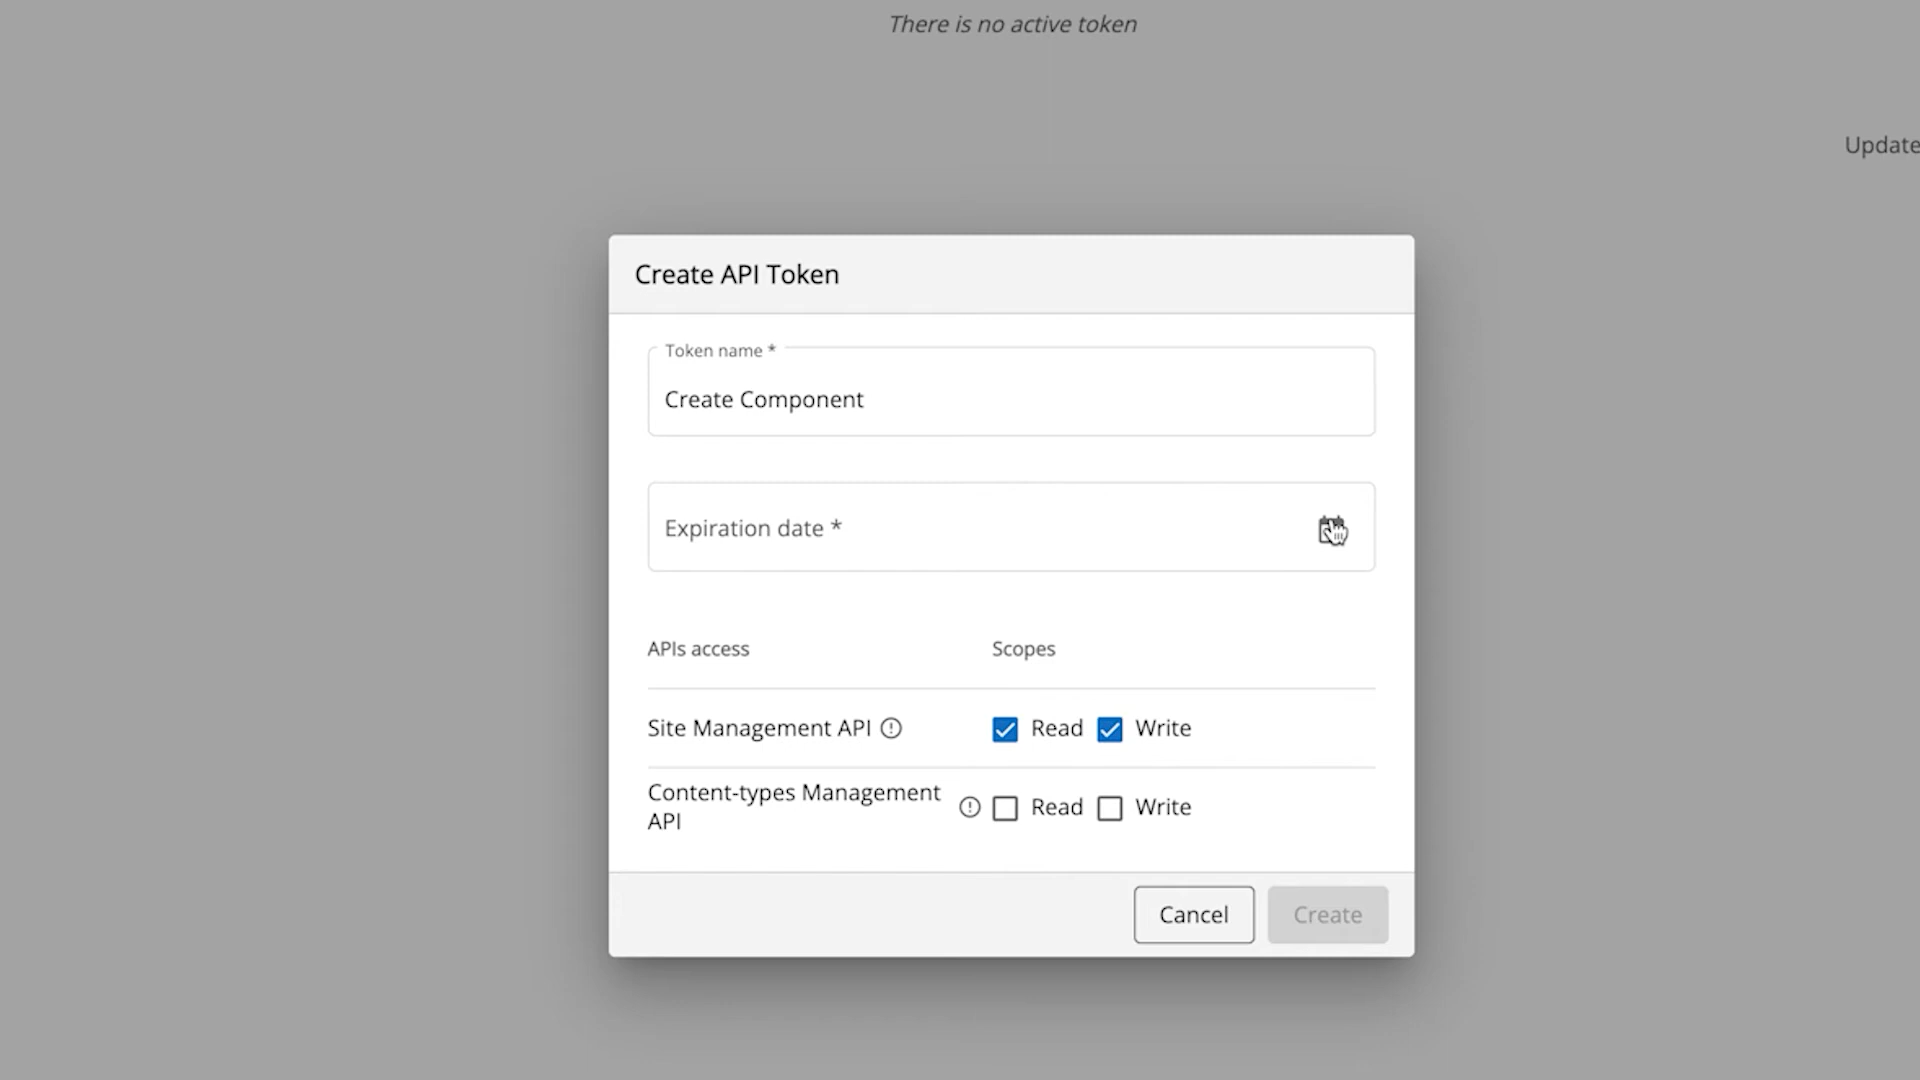 There is no active token
Update
Create API Token
Token name *
Create Component
Expiration date *
APIs access Scopes
Site Management API Read Write
Content-types Management
API Read Write
Cancel Create